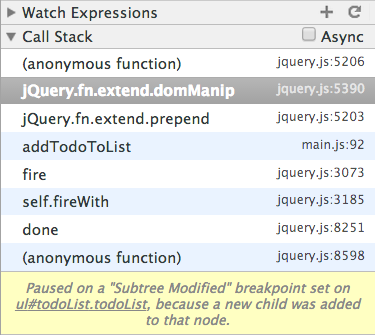 Watch Expressions
Call Stack Async
(anonymous function) jquery.js:5206
jQuery.fn.extend.domManip jquery.js:5390
jQuery.fn.extend.prepend jquery.js:5203
addTodoToList main.js:92
fire jquery.js:3073
self.fireWith jquery.js:3185
done jquery.js:8251
(anonymous function) jquery.js:8598
Paused on a "Subtree Modified" breakpoint set on
ul#todoList.todoList, because a new child was added
to that node.